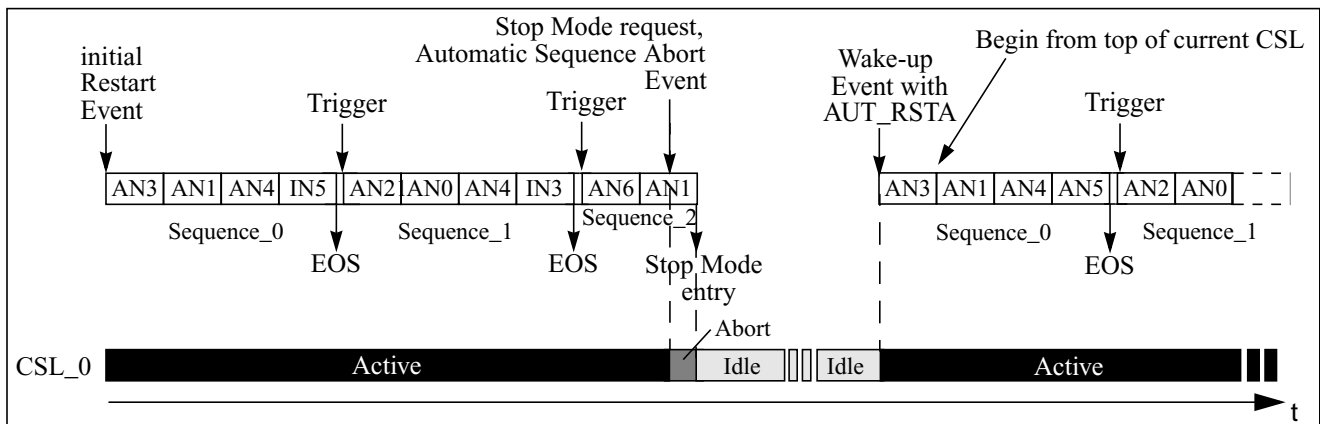 Stop Mode request,
Automatic Sequence Abort
Event
Begin from top of current CSL
initial
Restart
Event
Trigger
Trigger
Wake-up
Event with
AUT_RSTA
Trigger
AN3 AN1 AN4 IN5 AN21 AN0 AN4 IN3 AN6 AN1 AN3 AN1 AN4 AN5 AN2 AN0
Sequence_0 Sequence_1 Sequence_2 Sequence_0 Sequence_1
EOS EOS Stop Mode
entry
EOS
Abort
CSL_0 Active Idle Idle Active
t